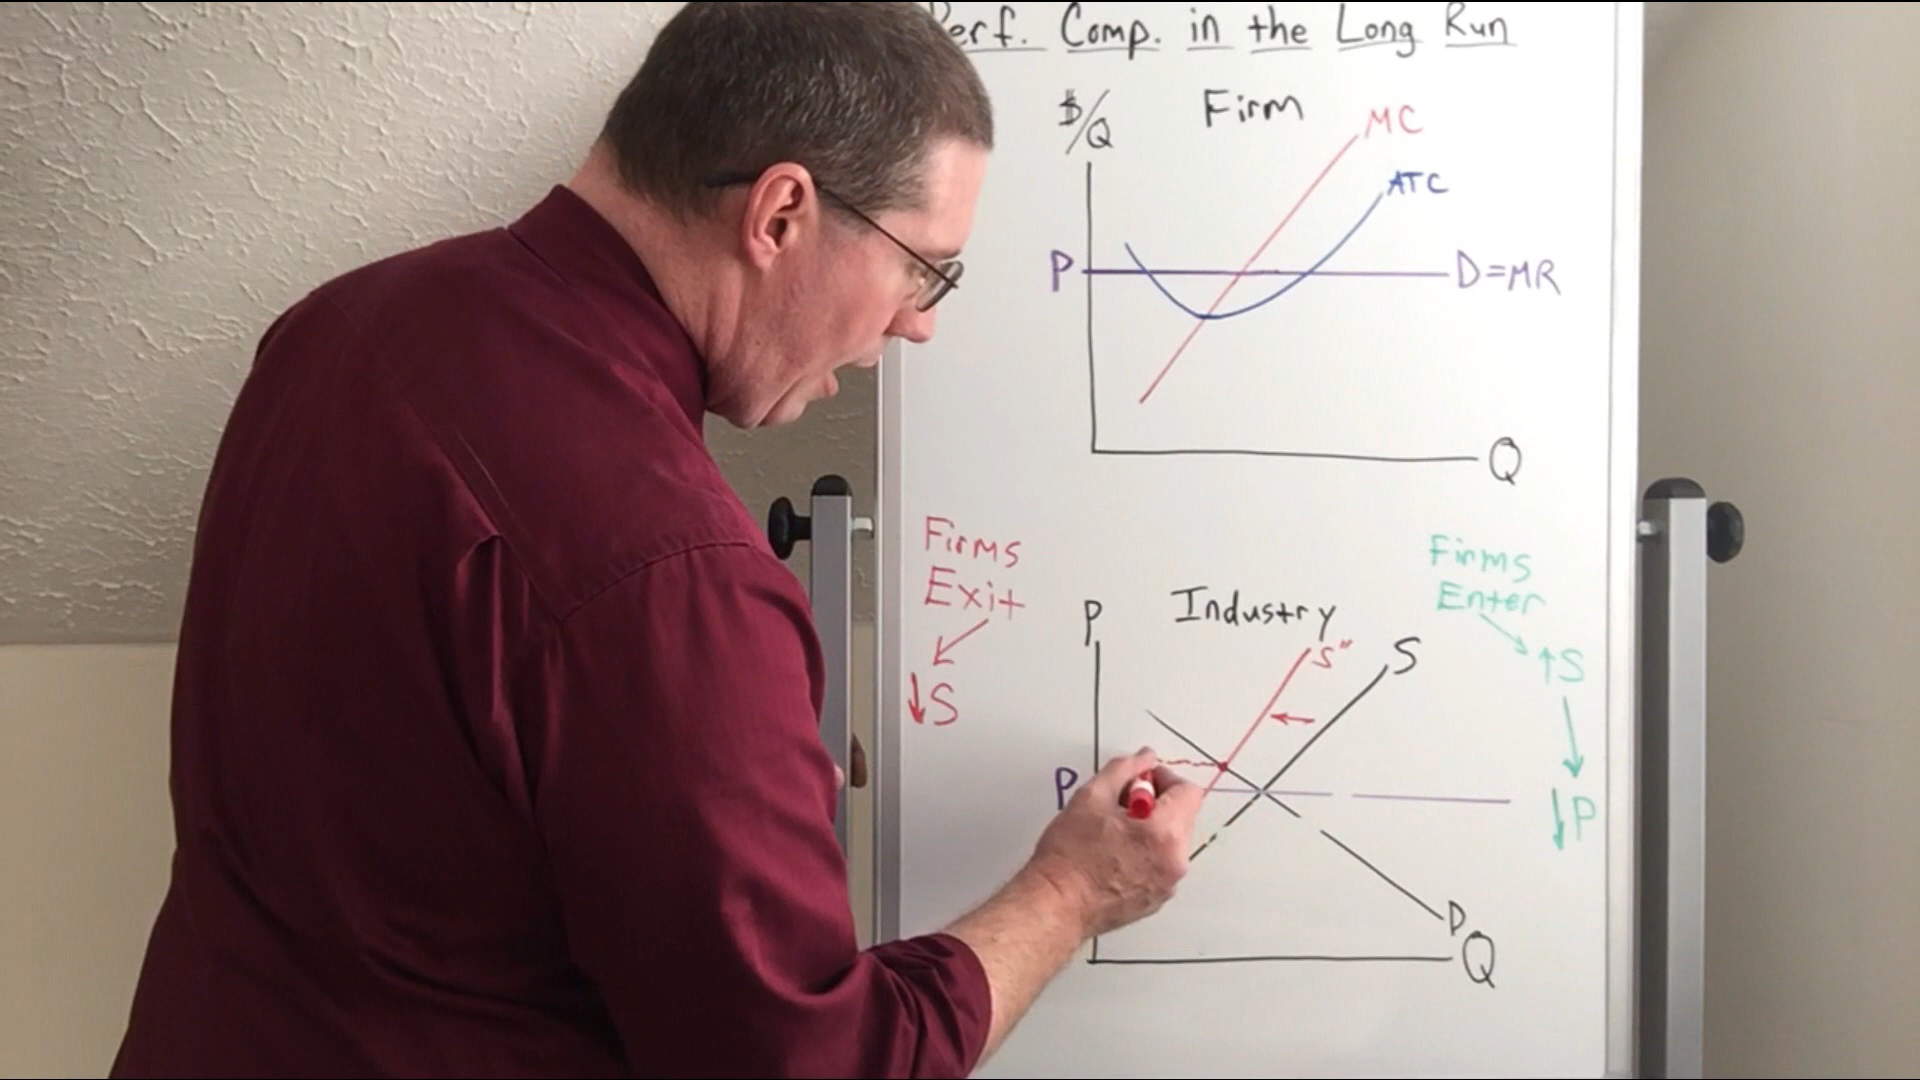 Perf. Comp. in the Long Run
$/Q
Firm
MC
ATC
P
D=MR
Q
Firms
Exit
↓S
Firms
Enter
↑S
↓P
Industry
P
S"
S
P
D
Q